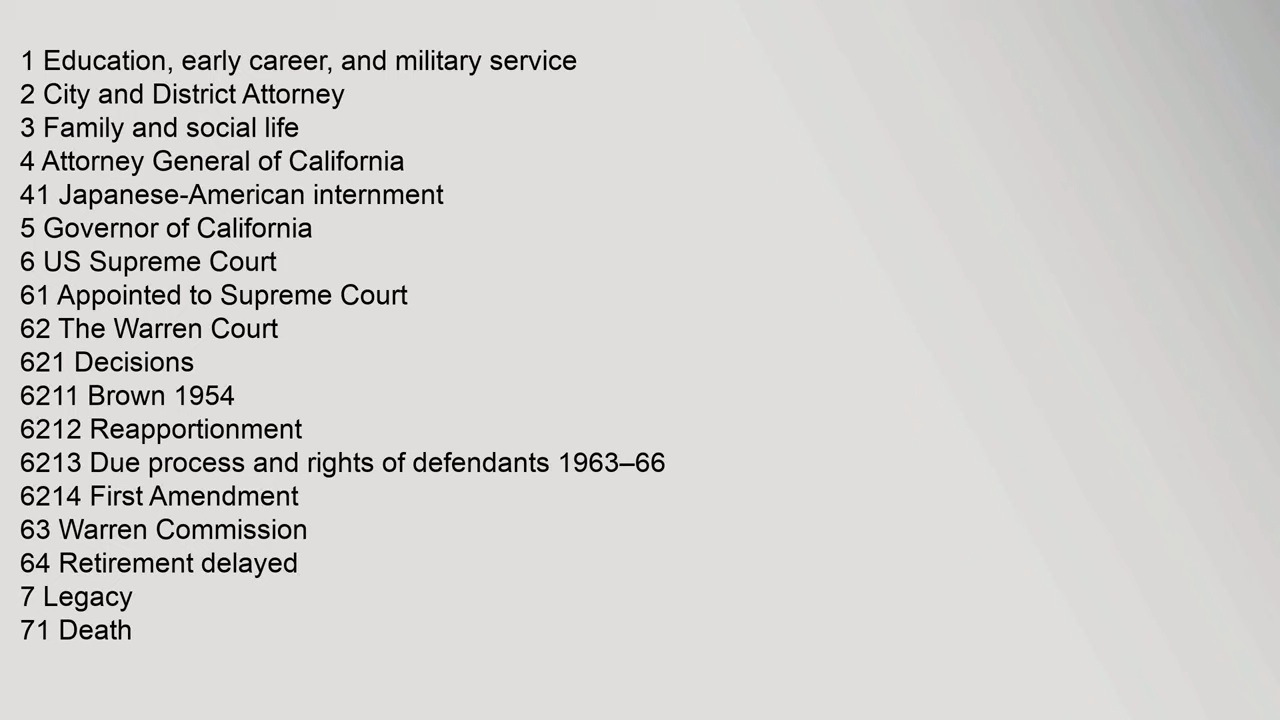 1 Education, early career, and military service
2 City and District Attorney
3 Family and social life
4 Attorney General of California
41 Japanese-American internment
5 Governor of California
6 US Supreme Court
61 Appointed to Supreme Court
62 The Warren Court
621 Decisions
6211 Brown 1954
6212 Reapportionment
6213 Due process and rights of defendants 1963–66
6214 First Amendment
63 Warren Commission
64 Retirement delayed
7 Legacy
71 Death